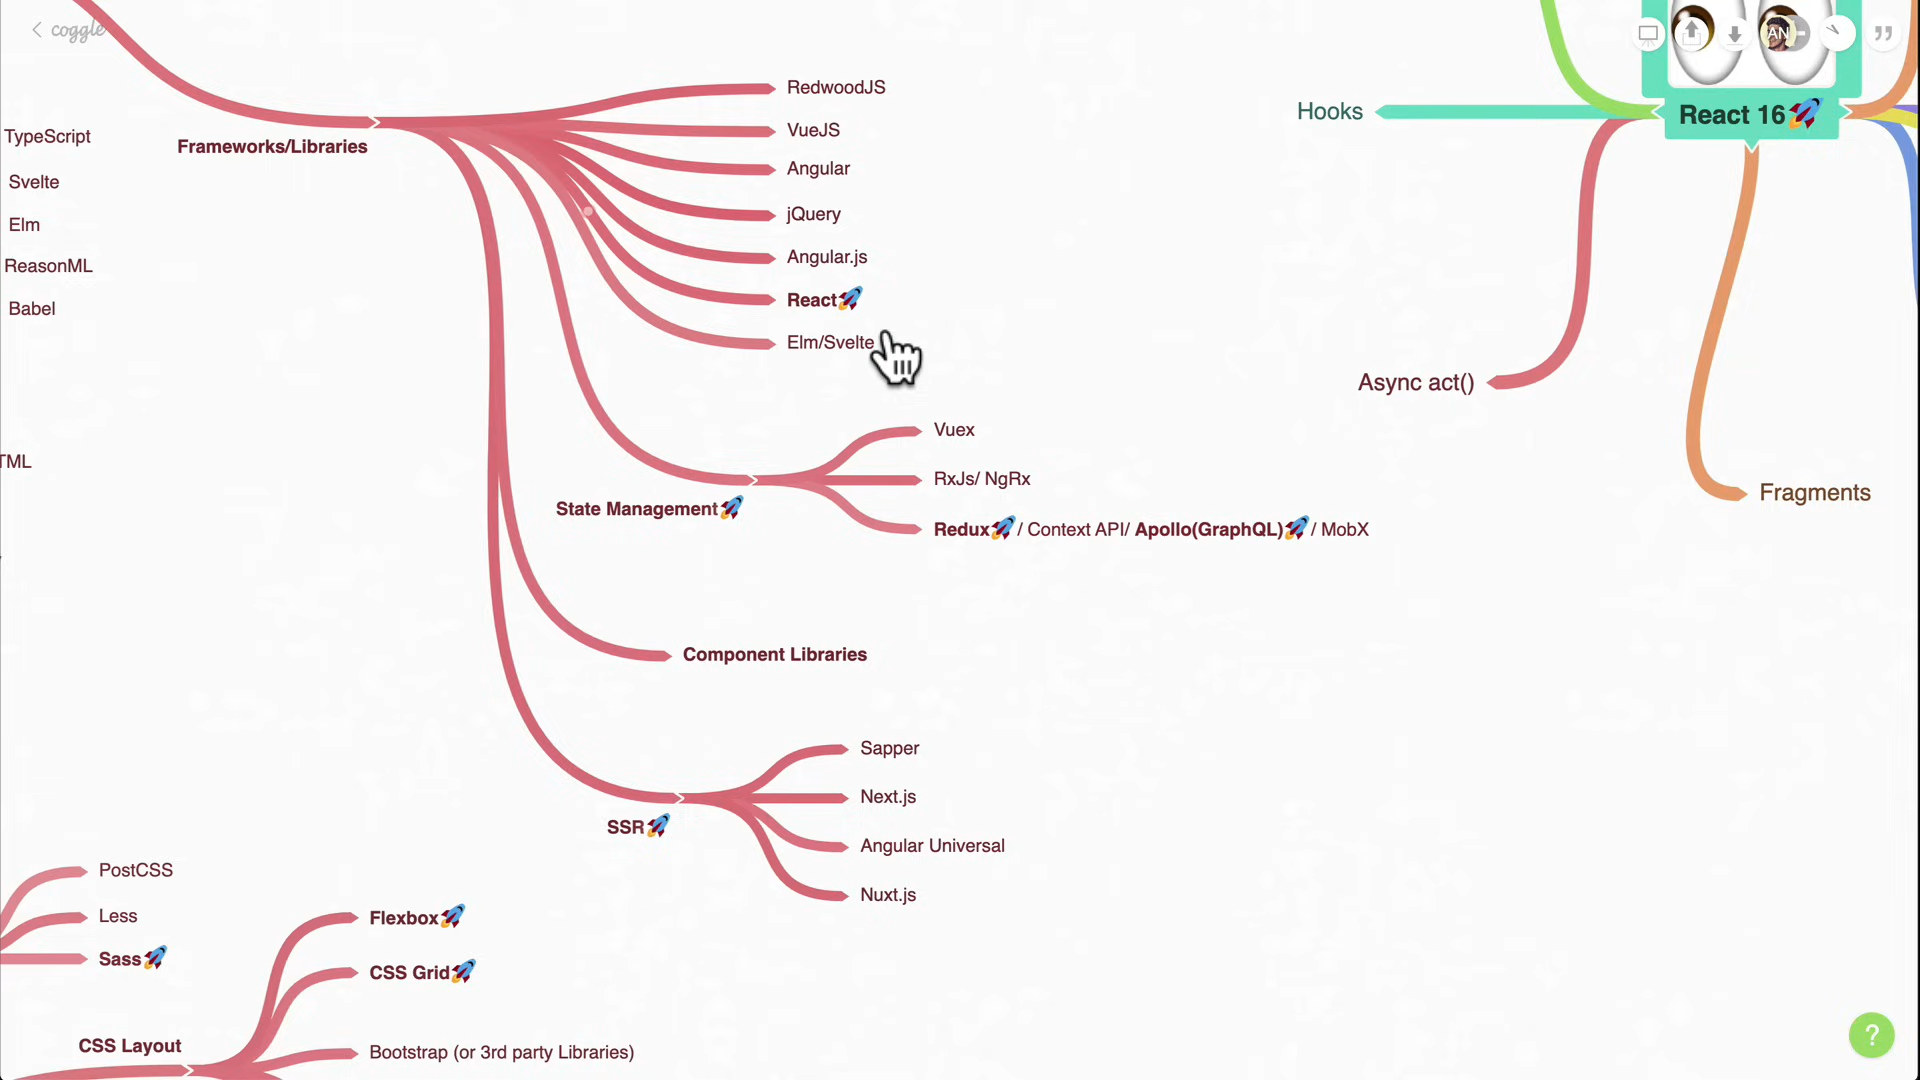 coggle
AN
React 16
Hooks
Async act()
Fragments
TypeScript
Svelte
Elm
ReasonML
Babel
TML
Frameworks/Libraries
RedwoodJS
VueJS
Angular
jQuery
Angular.js
React
Elm/Svelte
State Management
Vuex
RxJs/ NgRx
Redux / Context API/ Apollo(GraphQL) / MobX
Component Libraries
SSR
Sapper
Next.js
Angular Universal
Nuxt.js
PostCSS
Less
Sass
Flexbox
CSS Grid
CSS Layout
Bootstrap (or 3rd party Libraries)
?